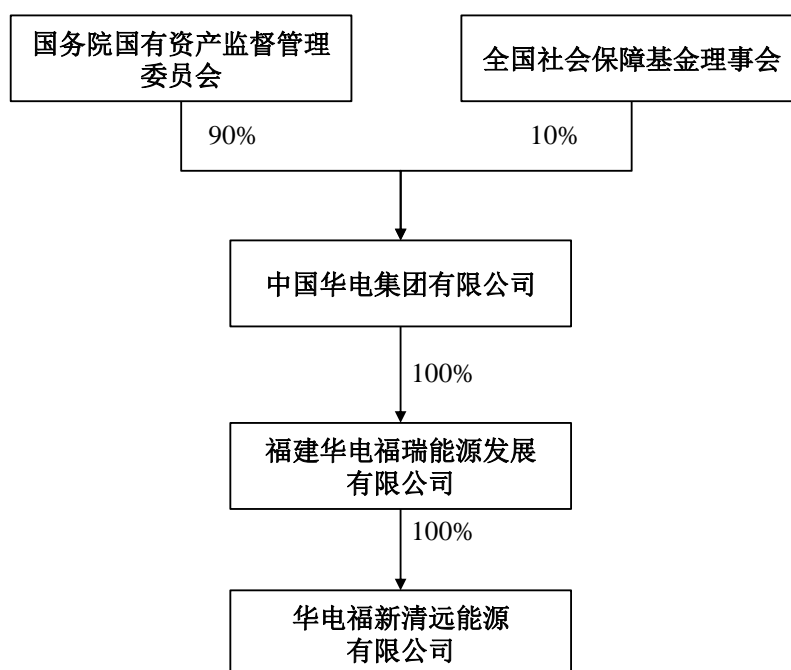 国务院国有资产监督管理
委员会
全国社会保障基金理事会
90%
10%
中国华电集团有限公司
100%
福建华电福瑞能源发展
有限公司
100%
华电福新清远能源
有限公司